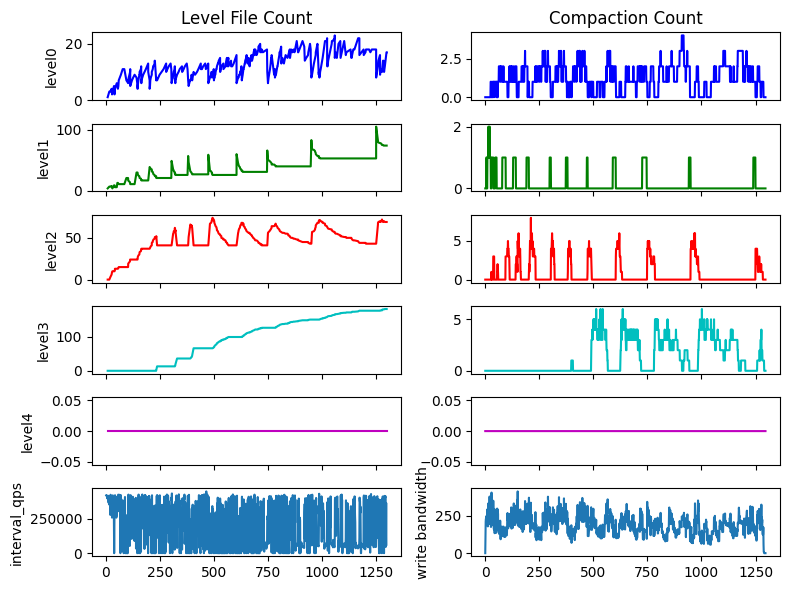 Level File Count
Compaction Count
level0
20
0
2.5
0.0
level1
100
0
2
0
level2
50
0
5
0
level3
100
0
5
0
level4
0.05
0.00
−0.05
0.05
0.00
−0.05
interval_qps
250000
0
write bandwidth
250
0
0 250 500 750 1000 1250
0 250 500 750 1000 1250